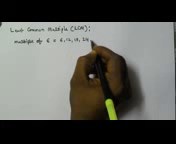 Least Common Multiple (LCM):
multiples of 6 = 6, 12, 18, 24